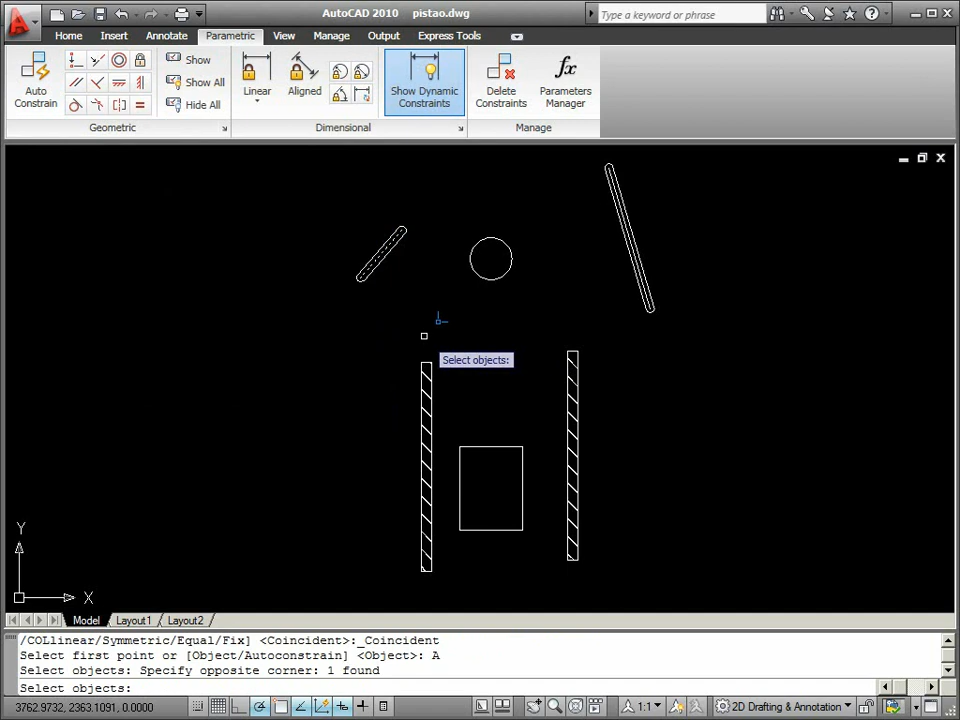 AutoCAD 2010 pistao.dwg
Type a keyword or phrase
Home Insert Annotate Parametric View Manage Output Express Tools
Auto Constrain
Show
Show All
Hide All
Geometric
Linear
Aligned
Show Dynamic Constraints
Dimensional
Delete Constraints
fx
Parameters Manager
Manage
Select objects:
Y
X
Model Layout1 Layout2
/COLlinear/Symmetric/Equal/Fix] <Coincident>:_Coincident
Select first point or [Object/Autoconstrain] <Object>: A
Select objects: Specify opposite corner: 1 found
Select objects:
3762.9732, 2363.1091, 0.0000
1:1
2D Drafting & Annotation